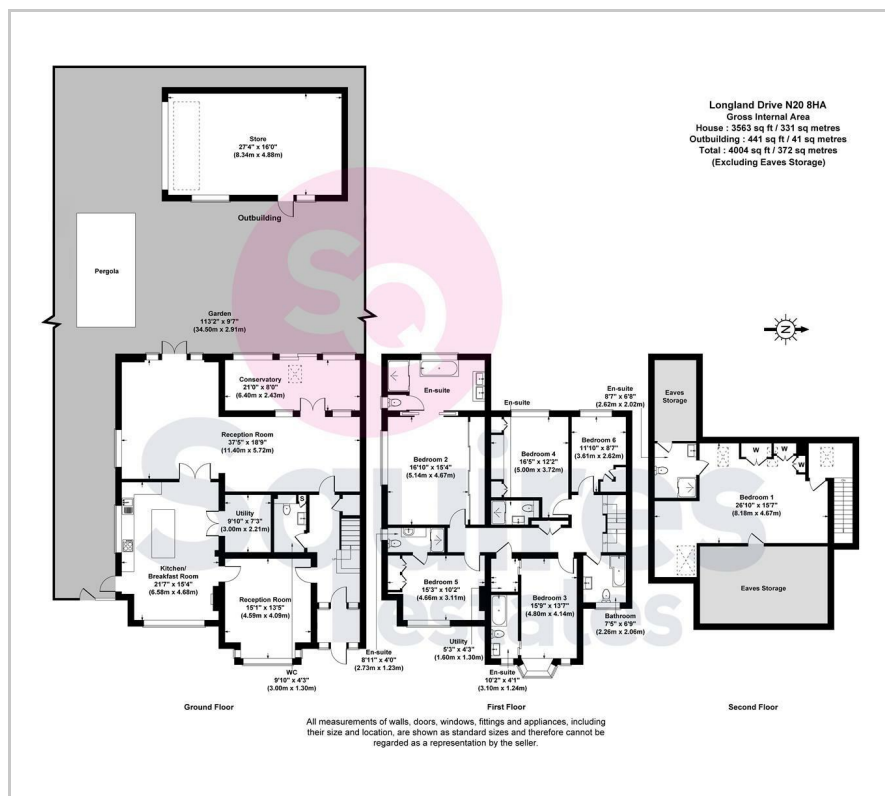 Longland Drive N20 8HA
Gross Internal Area
House : 3563 sq ft / 331 sq metres
Outbuilding : 441 sq ft / 41 sq metres
Total : 4004 sq ft / 372 sq metres
(Excluding Eaves Storage)
Store
27'4" x 16'0"
(8.34m x 4.88m)
Outbuilding
Pergola
Garden
113'2" x 9'7"
(34.50m x 2.91m)
SQ
Squires
estates
N
Conservatory
21'0" x 8'0"
(6.40m x 2.43m)
Reception Room
37'5" x 18'9"
(11.40m x 5.72m)
Utility
9'10" x 7'3"
(3.00m x 2.21m)
S
Kitchen/
Breakfast Room
21'7" x 15'4"
(6.58m x 4.68m)
Reception Room
15'1" x 13'5"
(4.59m x 4.09m)
WC
9'10" x 4'3"
(3.00m x 1.30m)
Ground Floor
En-suite
Bedroom 2
16'10" x 15'4"
(5.14m x 4.67m)
En-suite
Bedroom 4
16'5" x 12'2"
(5.00m x 3.72m)
En-suite
8'7" x 6'8"
(2.62m x 2.02m)
Bedroom 6
11'10" x 8'7"
(3.61m x 2.62m)
Bedroom 5
15'3" x 10'2"
(4.66m x 3.11m)
Bedroom 3
15'9" x 13'7"
(4.80m x 4.14m)
Bathroom
7'5" x 6'9"
(2.26m x 2.06m)
Utility
5'3" x 4'3"
(1.60m x 1.30m)
En-suite
8'11" x 4'0"
(2.73m x 1.23m)
En-suite
10'2" x 4'1"
(3.10m x 1.24m)
First Floor
Eaves
Storage
W
W
W
Bedroom 1
26'10" x 15'7"
(8.18m x 4.67m)
Eaves Storage
Second Floor
All measurements of walls, doors, windows, fittings and appliances, including
their size and location, are shown as standard sizes and therefore cannot be
regarded as a representation by the seller.